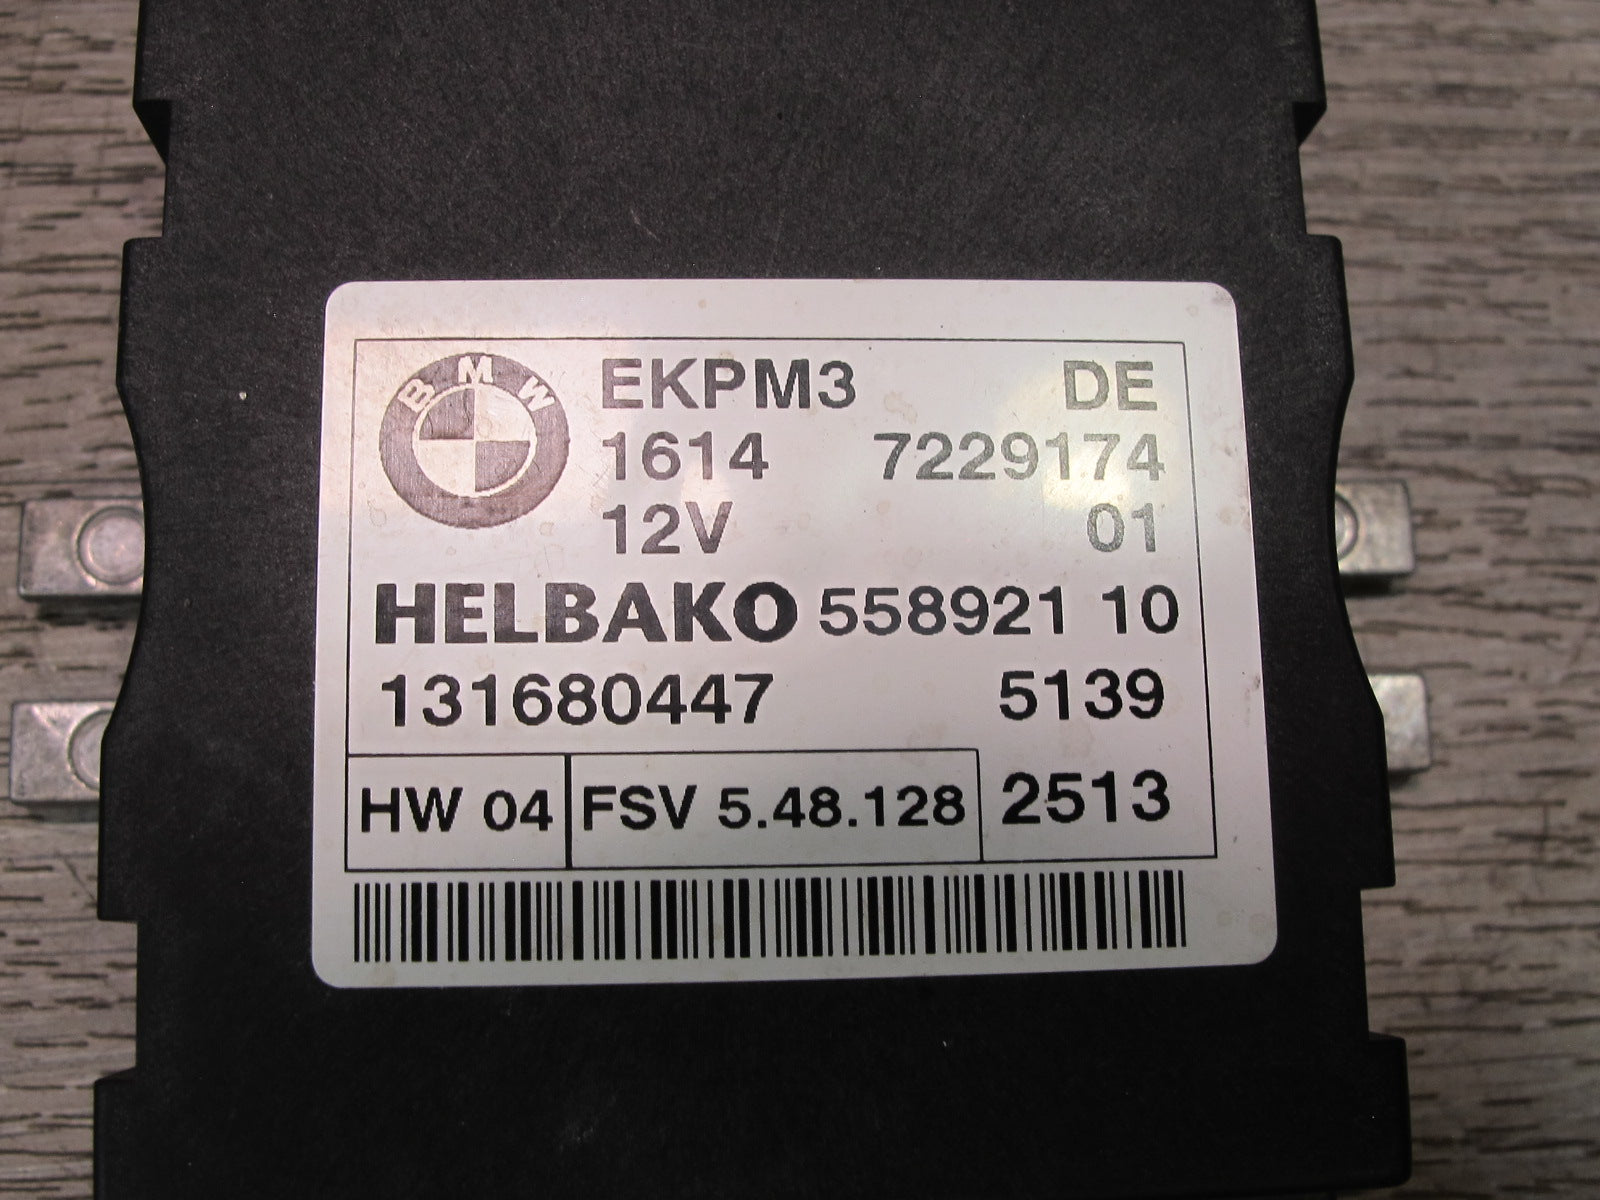 BMW
EKPM3 DE
1614 7229174
12V 01
HELBAKO 558921 10
131680447 5139
HW 04 FSV 5.48.128 2513